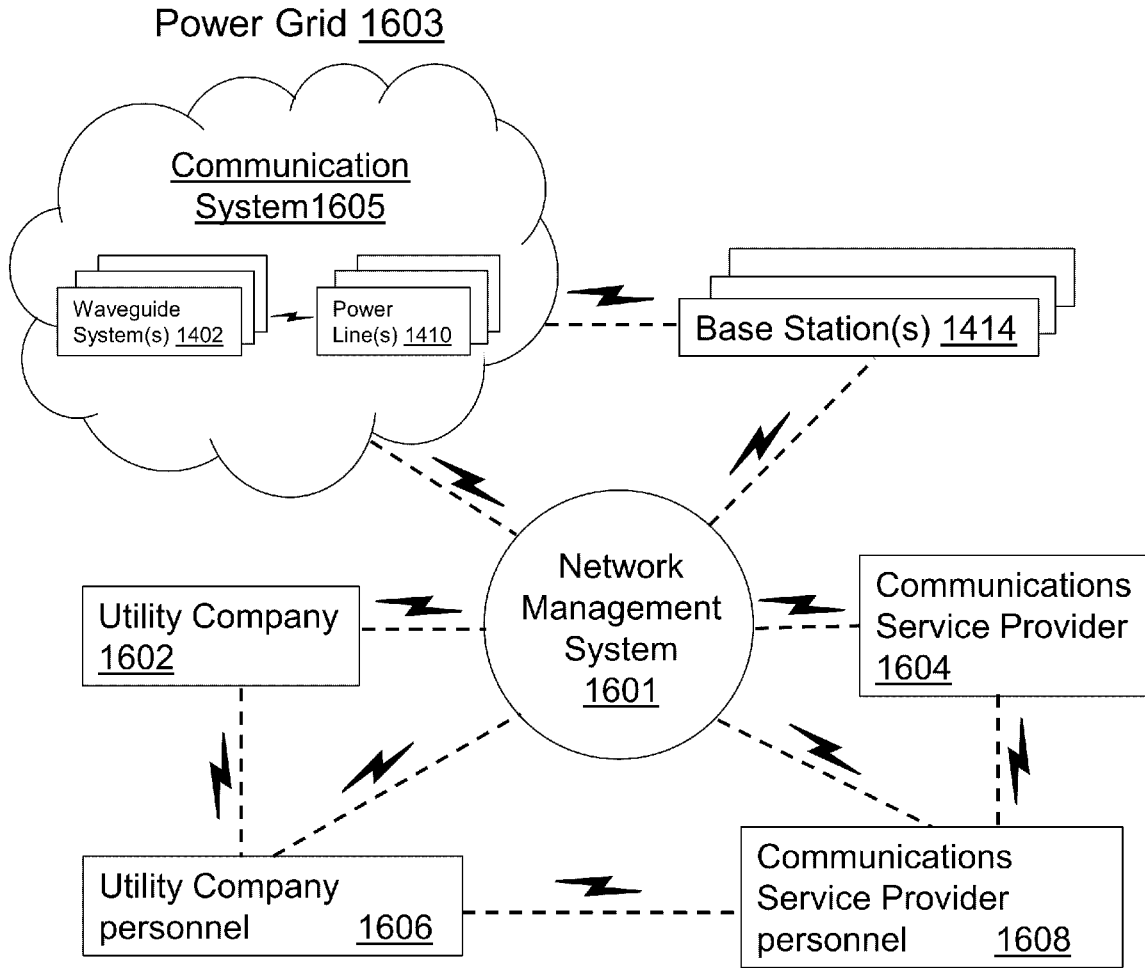 Power Grid 1603
Communication
System1605
Waveguide
System(s) 1402
Power
Line(s) 1410
Base Station(s) 1414
Network
Management
System
1601
Utility Company
1602
Communications
Service Provider
1604
Utility Company
personnel 1606
Communications
Service Provider
personnel 1608